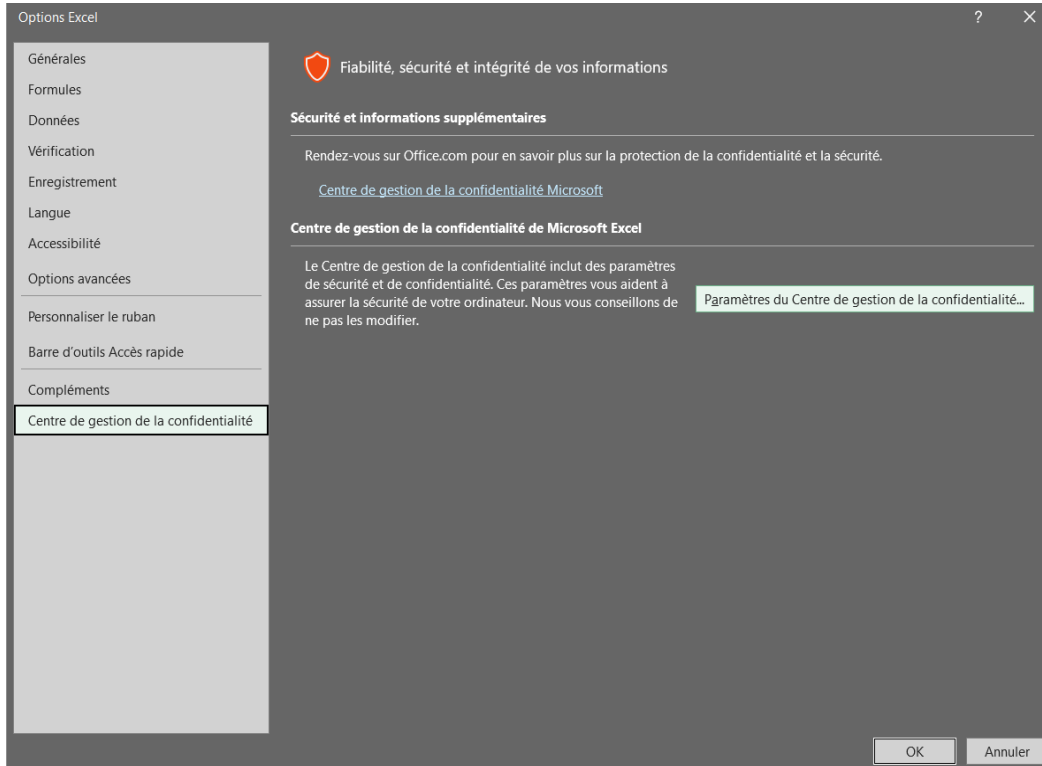 Options Excel
? ×
Générales
Formules
Données
Vérification
Enregistrement
Langue
Accessibilité
Options avancées
Personnaliser le ruban
Barre d'outils Accès rapide
Compléments
Centre de gestion de la confidentialité
Fiabilité, sécurité et intégrité de vos informations
Sécurité et informations supplémentaires
Rendez-vous sur Office.com pour en savoir plus sur la protection de la confidentialité et la sécurité.
Centre de gestion de la confidentialité Microsoft
Centre de gestion de la confidentialité de Microsoft Excel
Le Centre de gestion de la confidentialité inclut des paramètres
de sécurité et de confidentialité. Ces paramètres vous aident à
assurer la sécurité de votre ordinateur. Nous vous conseillons de
ne pas les modifier.
Paramètres du Centre de gestion de la confidentialité...
OK
Annuler